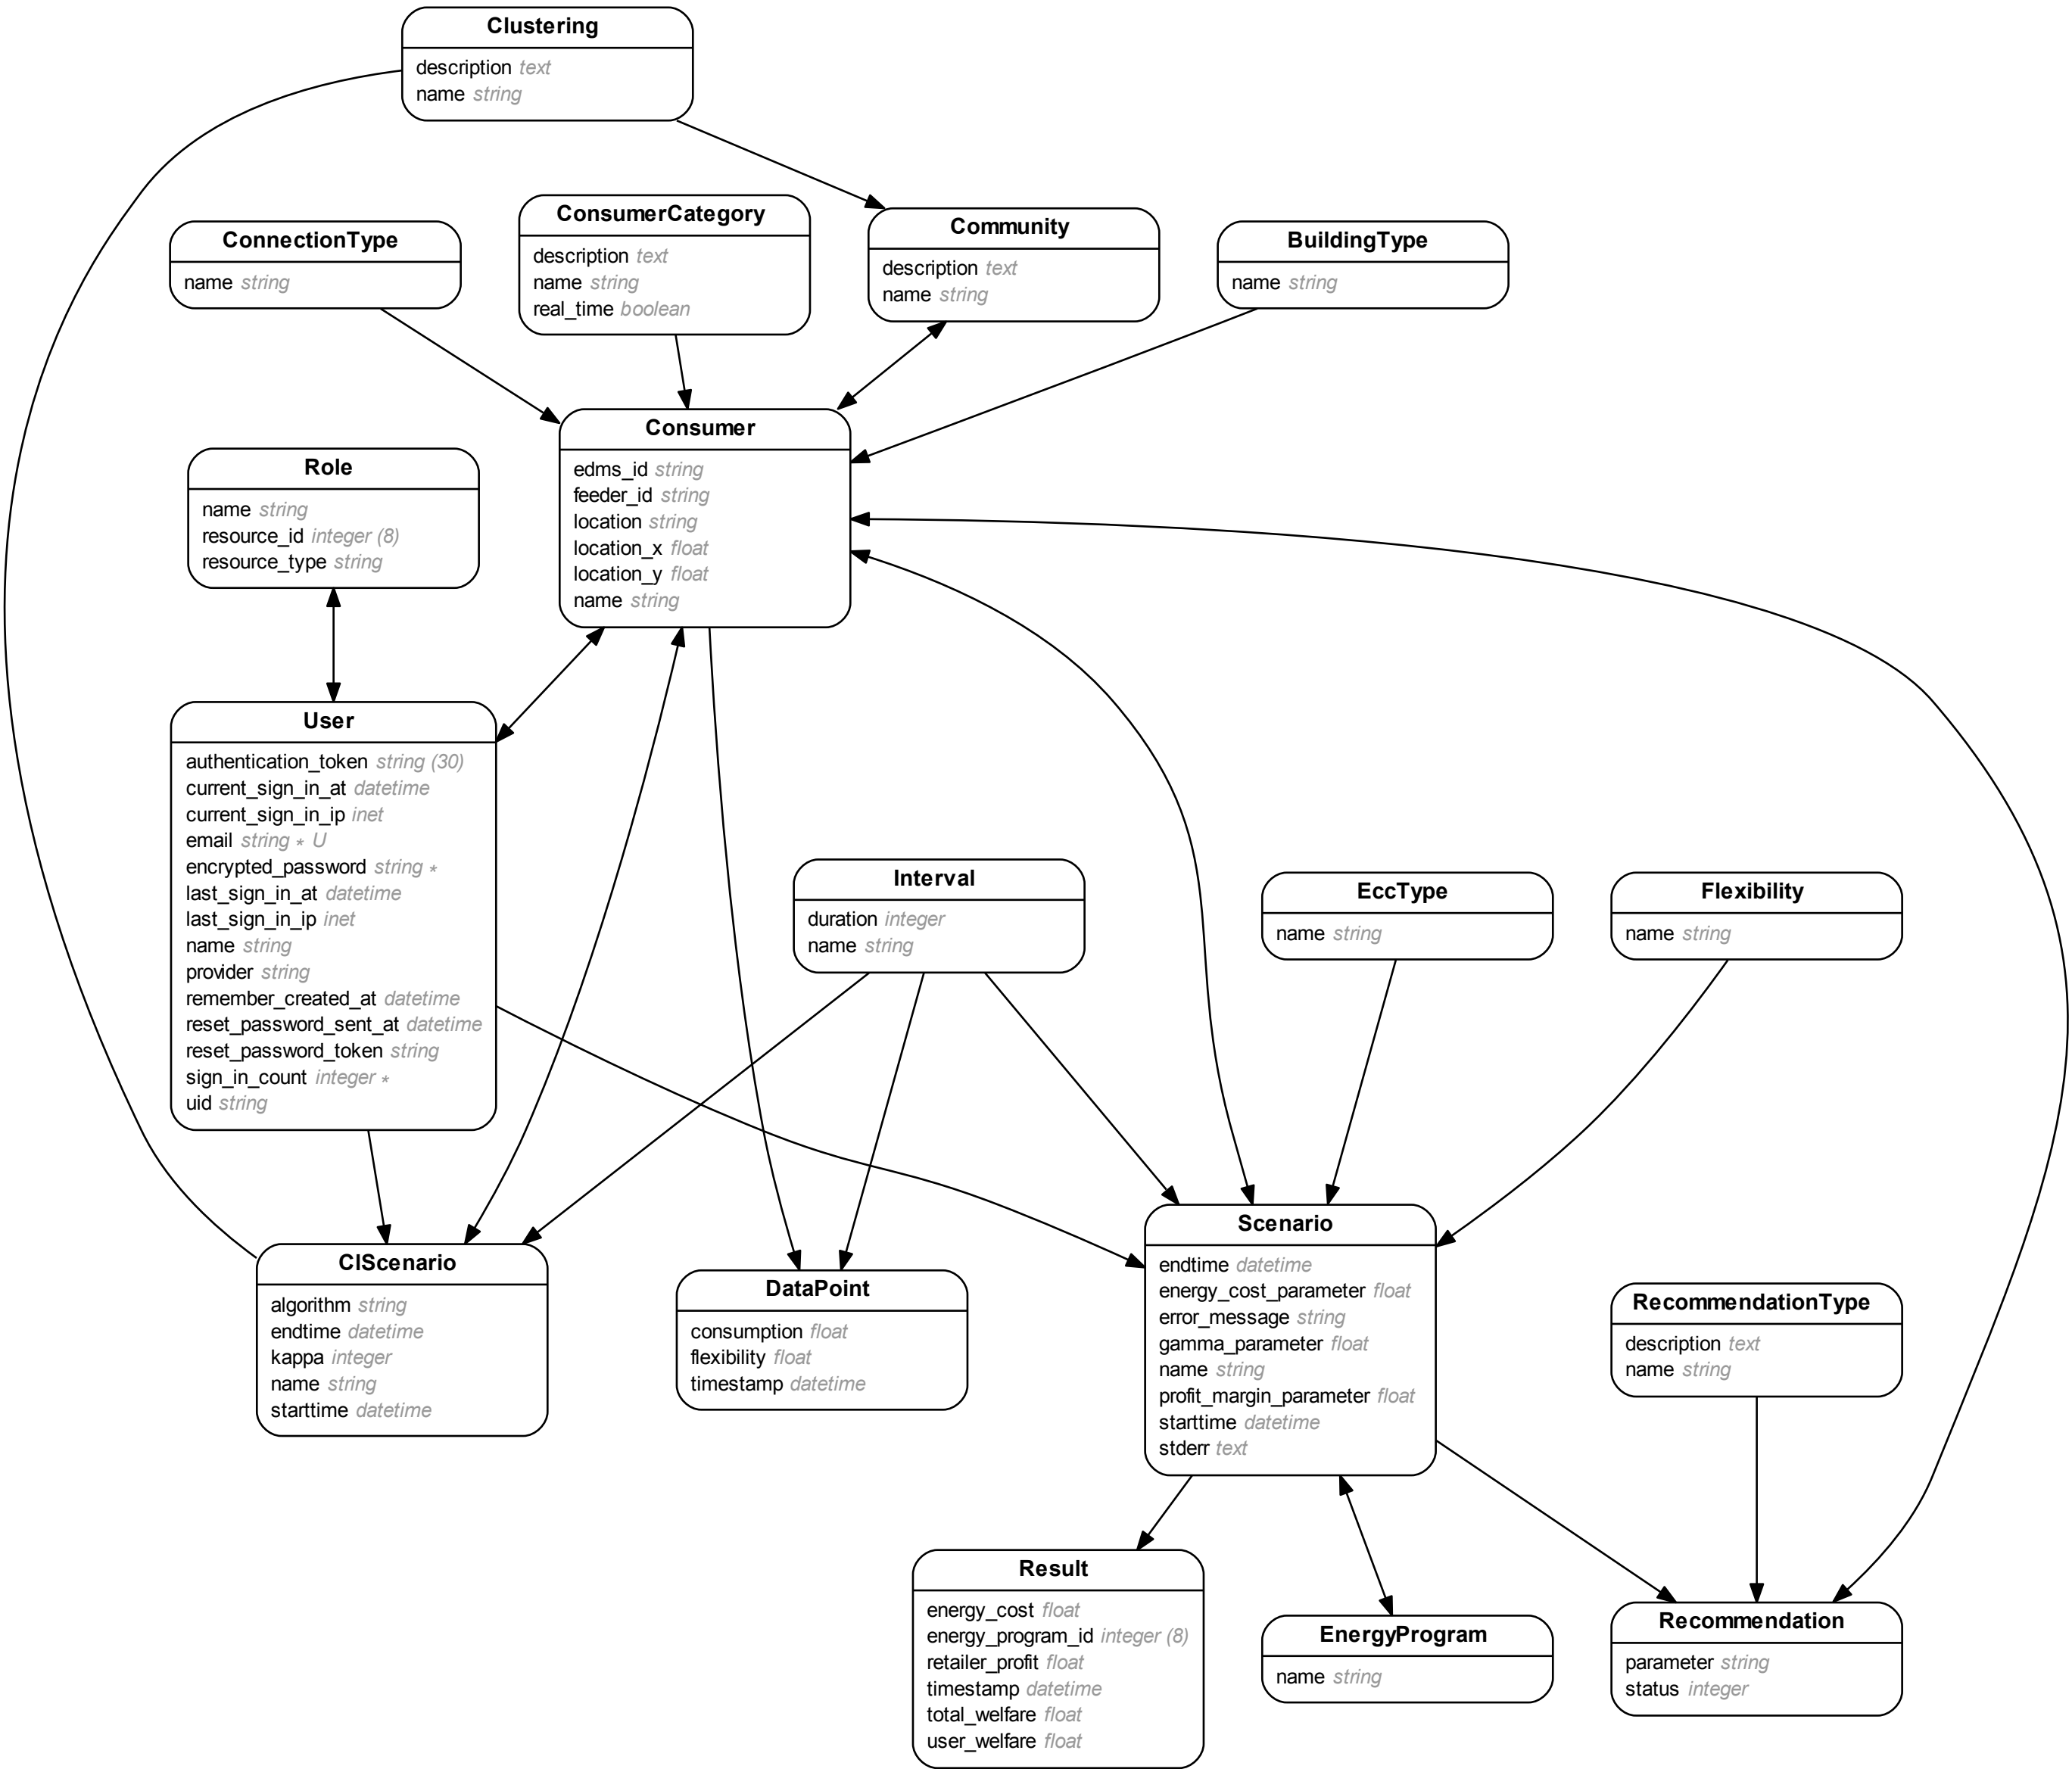 Clustering
description text
name string
ConnectionType
name string
ConsumerCategory
description text
name string
real_time boolean
Community
description text
name string
BuildingType
name string
Consumer
edms_id string
feeder_id string
location string
location_x float
location_y float
name string
Role
name string
resource_id integer (8)
resource_type string
User
authentication_token string (30)
current_sign_in_at datetime
current_sign_in_ip inet
email string ∗ U
encrypted_password string ∗
last_sign_in_at datetime
last_sign_in_ip inet
name string
provider string
remember_created_at datetime
reset_password_sent_at datetime
reset_password_token string
sign_in_count integer ∗
uid string
Interval
duration integer
name string
EccType
name string
Flexibility
name string
ClScenario
algorithm string
endtime datetime
kappa integer
name string
starttime datetime
DataPoint
consumption float
flexibility float
timestamp datetime
Scenario
endtime datetime
energy_cost_parameter float
error_message string
gamma_parameter float
name string
profit_margin_parameter float
starttime datetime
stderr text
RecommendationType
description text
name string
Result
energy_cost float
energy_program_id integer (8)
retailer_profit float
timestamp datetime
total_welfare float
user_welfare float
EnergyProgram
name string
Recommendation
parameter string
status integer